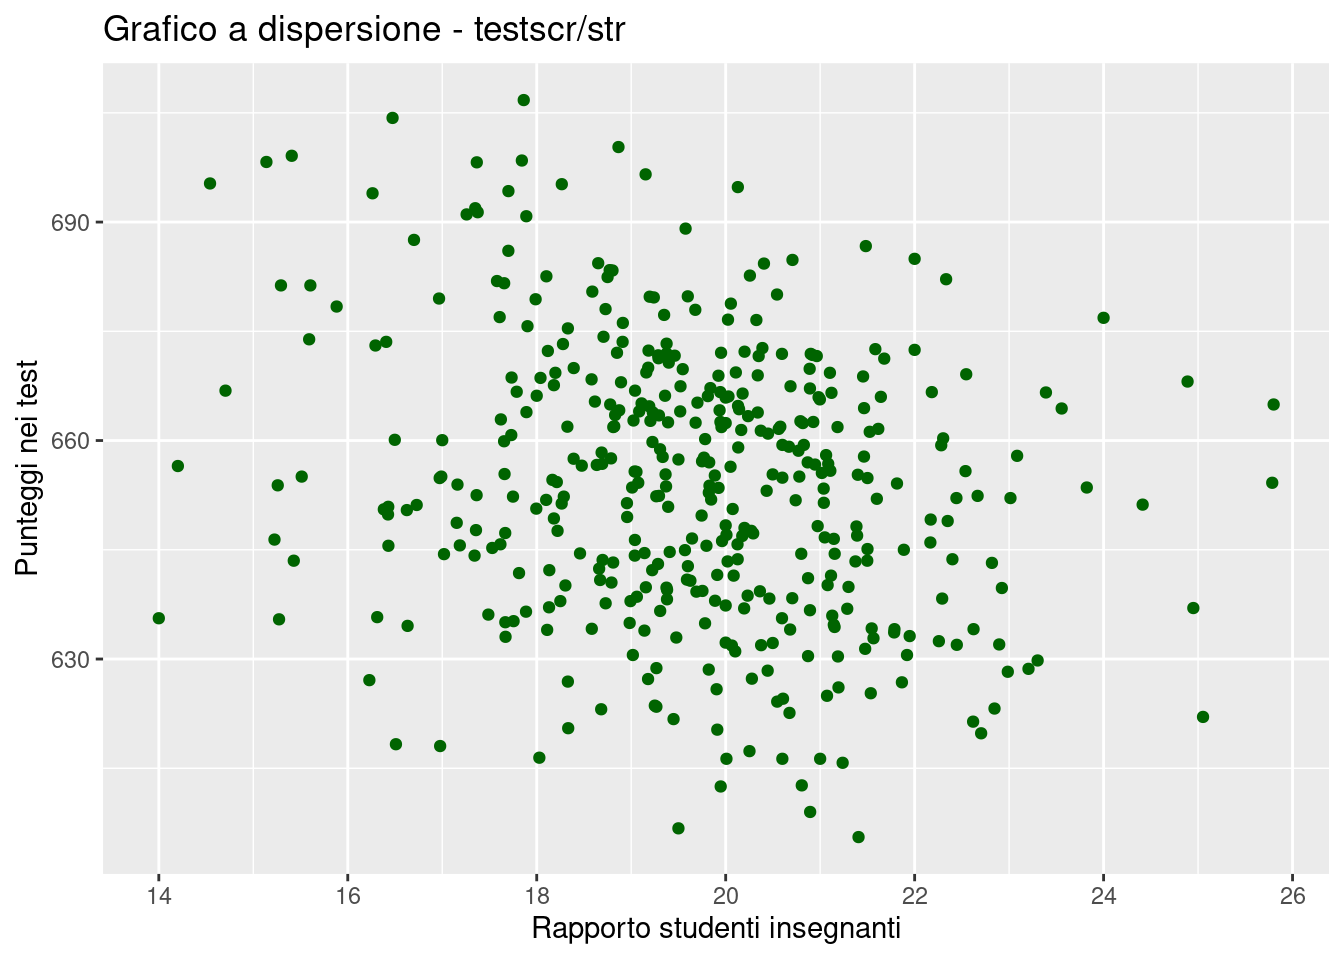 Grafico a dispersione - testscr/str
Punteggi nei test
690
660
630
14 16 18 20 22 24 26
Rapporto studenti insegnanti